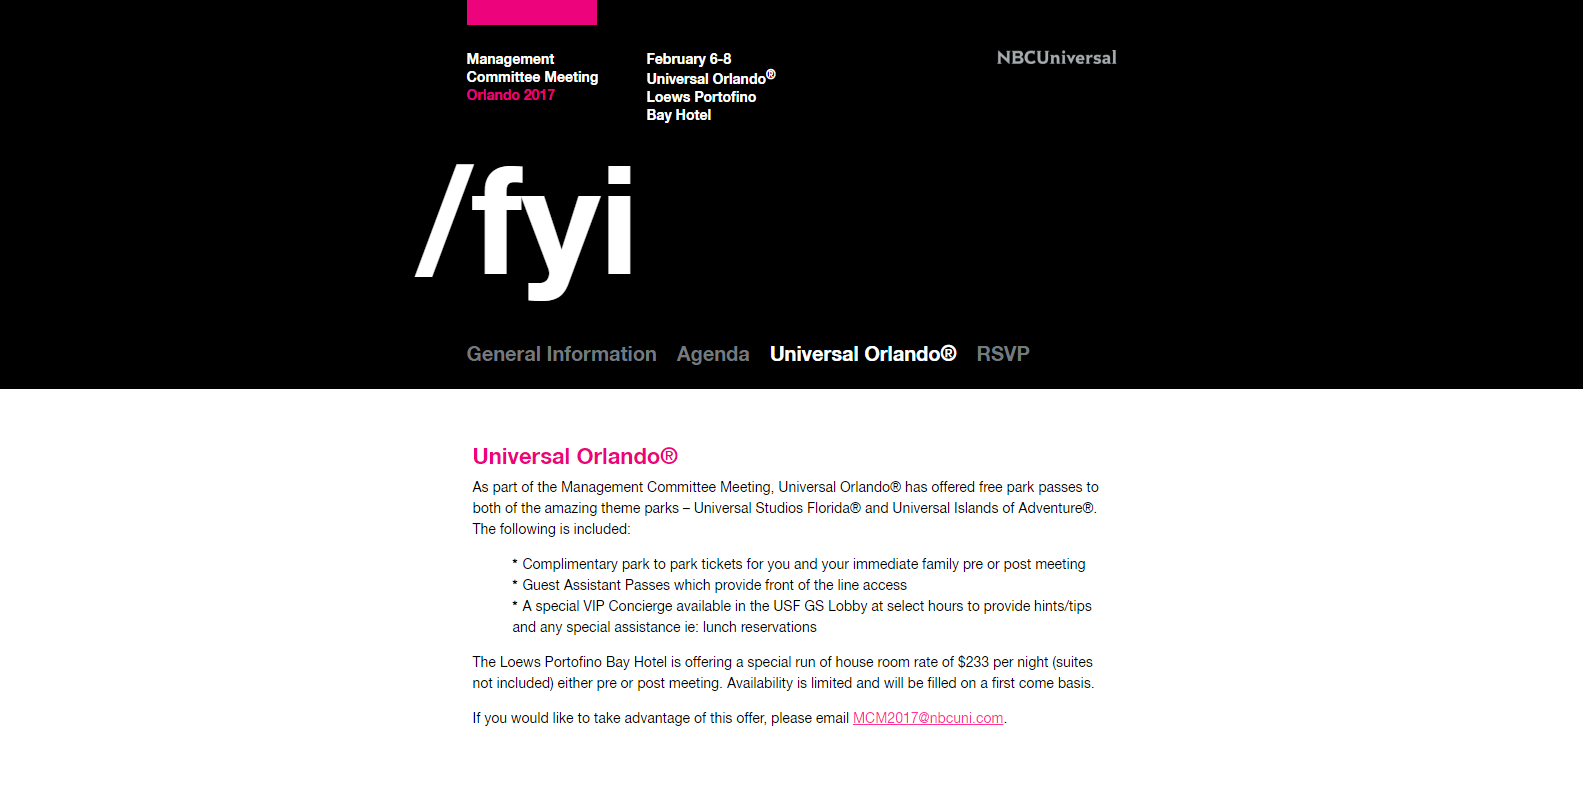 Management
Committee Meeting
Orlando 2017
February 6-8
Universal Orlando®
Loews Portofino
Bay Hotel
NBCUniversal
/fyi
General Information Agenda Universal Orlando® RSVP
Universal Orlando®
As part of the Management Committee Meeting, Universal Orlando® has offered free park passes to
both of the amazing theme parks – Universal Studios Florida® and Universal Islands of Adventure®.
The following is included:
* Complimentary park to park tickets for you and your immediate family pre or post meeting
* Guest Assistant Passes which provide front of the line access
* A special VIP Concierge available in the USF GS Lobby at select hours to provide hints/tips
and any special assistance ie: lunch reservations
The Loews Portofino Bay Hotel is offering a special run of house room rate of $233 per night (suites
not included) either pre or post meeting. Availability is limited and will be filled on a first come basis.
If you would like to take advantage of this offer, please email MCM2017@nbcuni.com.